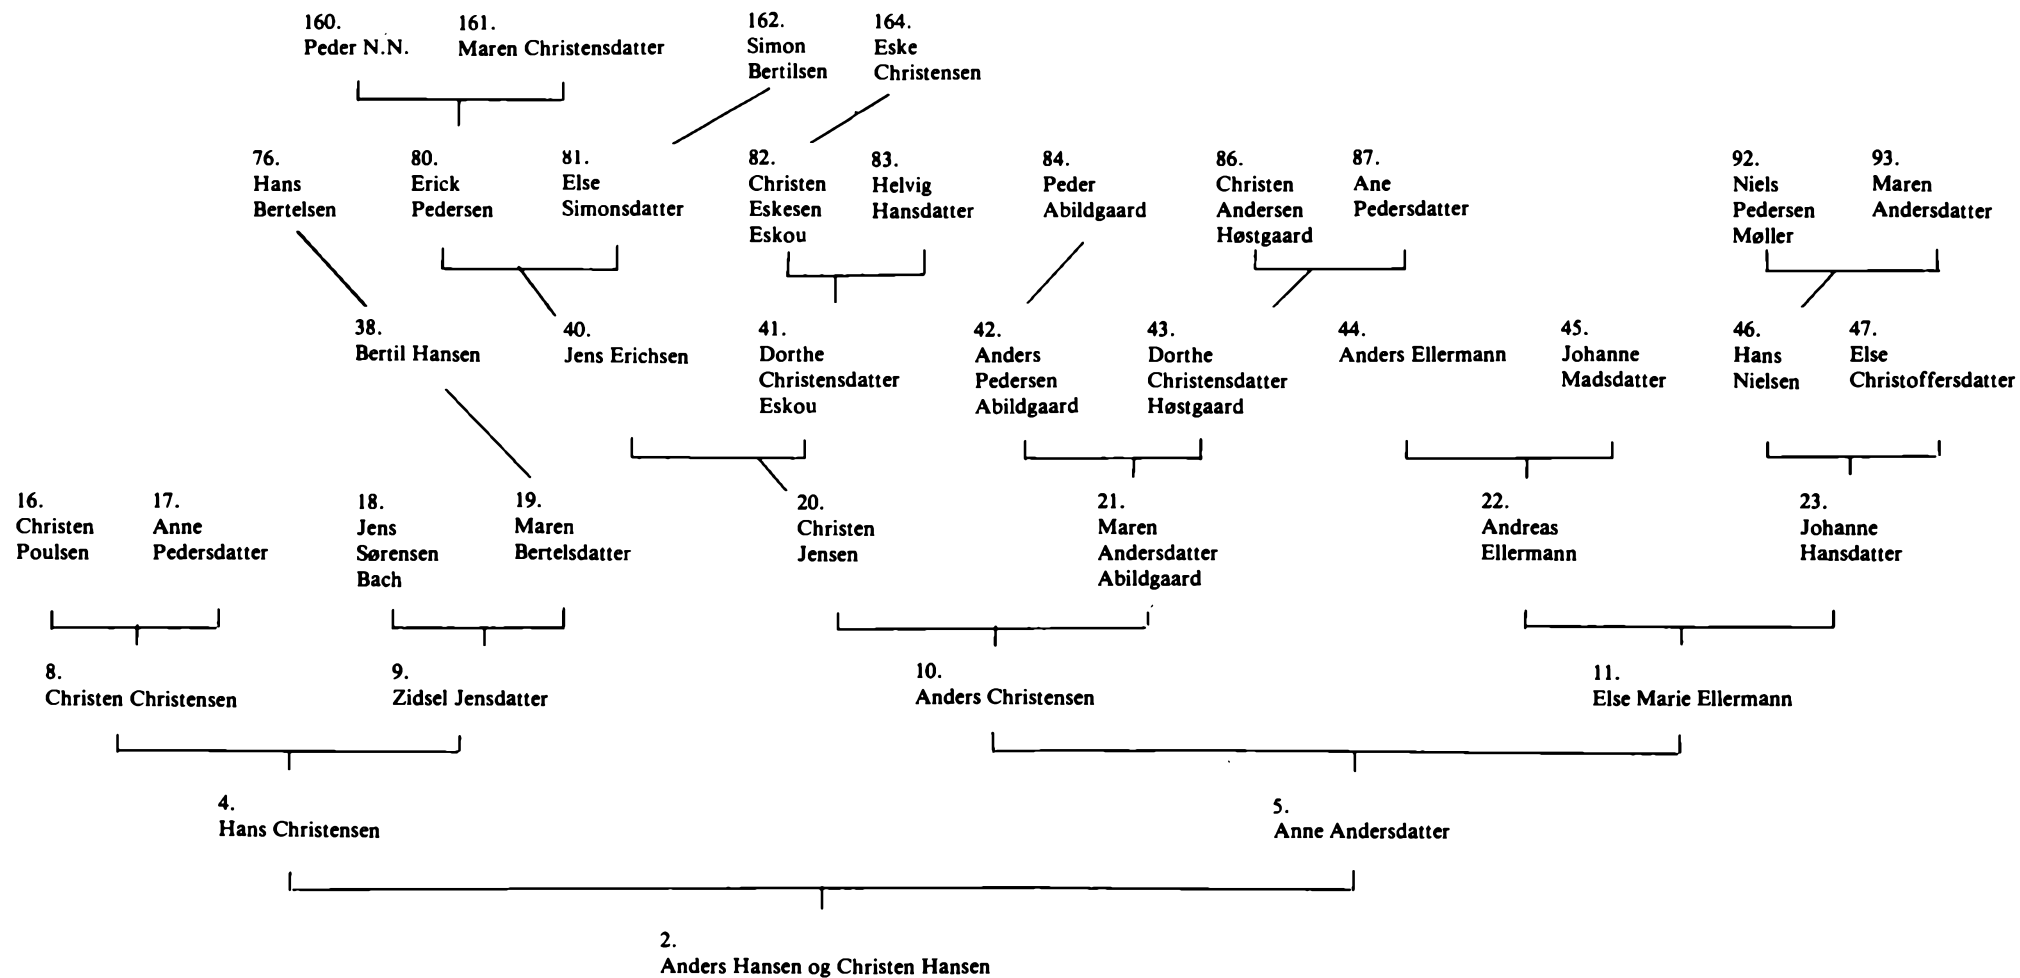 160.
Peder N.N.
161.
Maren Christensdatter
162.
Simon
Bertilsen
164.
Eske
Christensen
76.
Hans
Bertelsen
80.
Erick
Pedersen
81.
Else
Simonsdatter
82.
Christen
Eskesen
Eskou
83.
Helvig
Hansdatter
84.
Peder
Abildgaard
86.
Christen
Andersen
Høstgaard
87.
Ane
Pedersdatter
92.
Niels
Pedersen
Møller
93.
Maren
Andersdatter
38.
Bertil Hansen
40.
Jens Erichsen
41.
Dorthe
Christensdatter
Eskou
42.
Anders
Pedersen
Abildgaard
43.
Dorthe
Christensdatter
Høstgaard
44.
Anders Ellermann
45.
Johanne
Madsdatter
46.
Hans
Nielsen
47.
Else
Christoffersdatter
16.
Christen
Poulsen
17.
Anne
Pedersdatter
18.
Jens
Sørensen
Bach
19.
Maren
Bertelsdatter
20.
Christen
Jensen
21.
Maren
Andersdatter
Abildgaard
22.
Andreas
Ellermann
23.
Johanne
Hansdatter
8.
Christen Christensen
9.
Zidsel Jensdatter
10.
Anders Christensen
11.
Else Marie Ellermann
4.
Hans Christensen
5.
Anne Andersdatter
2.
Anders Hansen og Christen Hansen